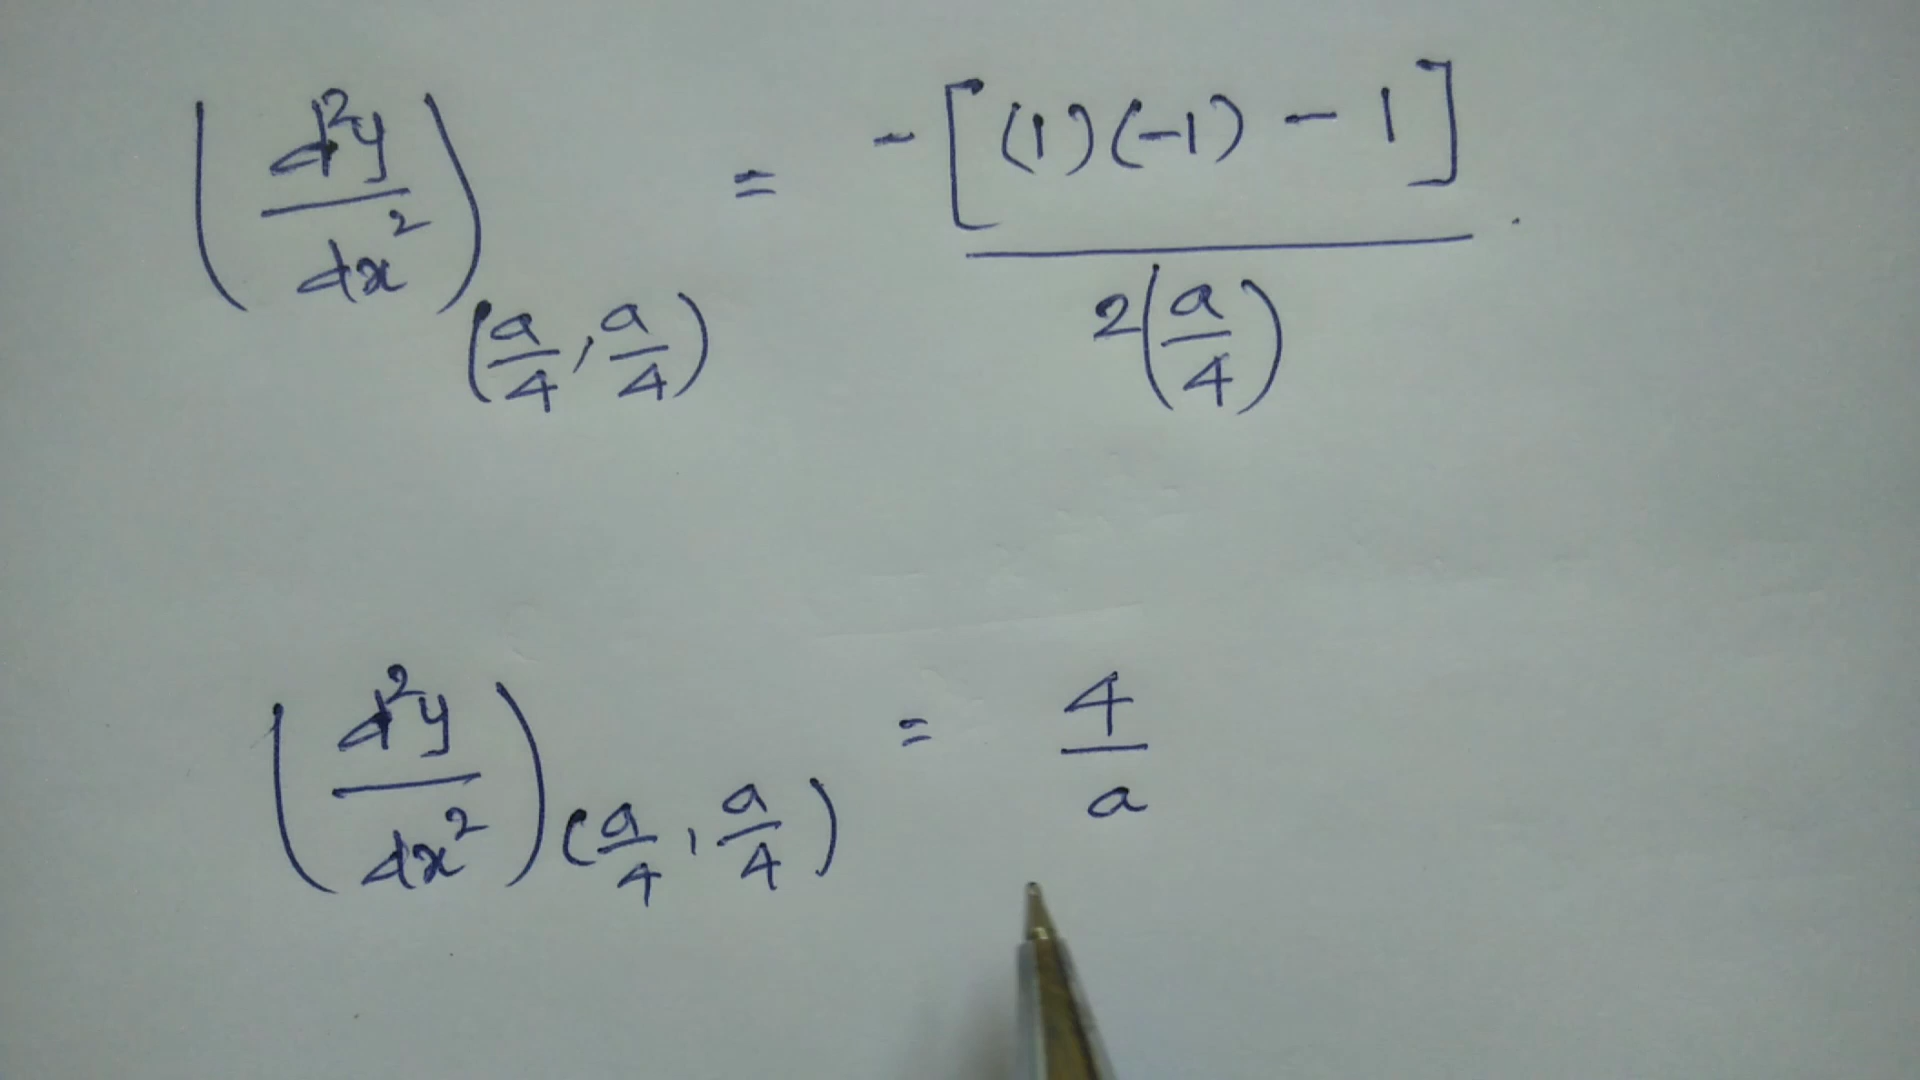 (d²y/dx²)(a/4, a/4) = -[(1)(-1) - 1] / 2(a/4)
(d²y/dx²)(a/4, a/4) = 4/a